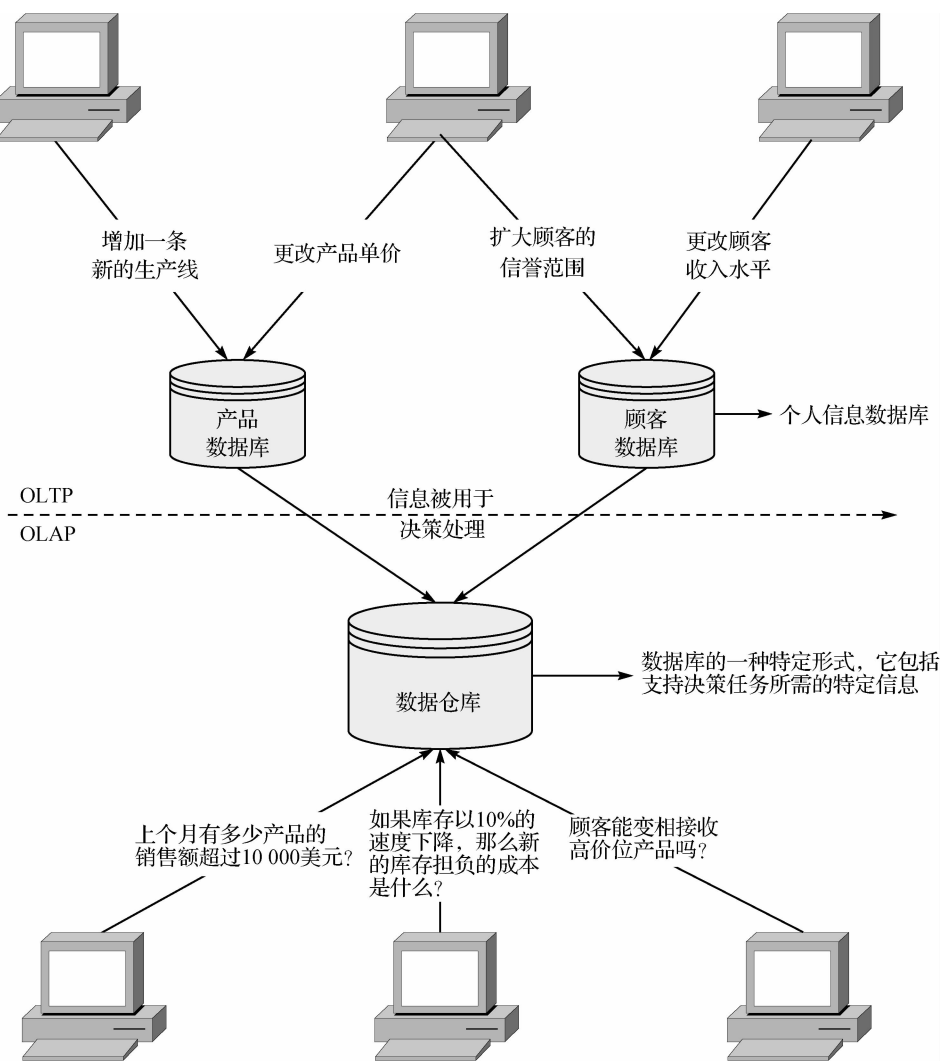 增加一条
新的生产线
更改产品单价
扩大顾客的
信誉范围
更改顾客
收入水平
产品
数据库
顾客
数据库
个人信息数据库
OLTP
信息被用于
OLAP
决策处理
数据仓库
数据库的一种特定形式，它包括
支持决策任务所需的特定信息
上个月有多少产品的
销售额超过10 000美元？
如果库存以10%的
速度下降，那么新
的库存担负的成本
是什么？
顾客能变相接收
高价位产品吗？